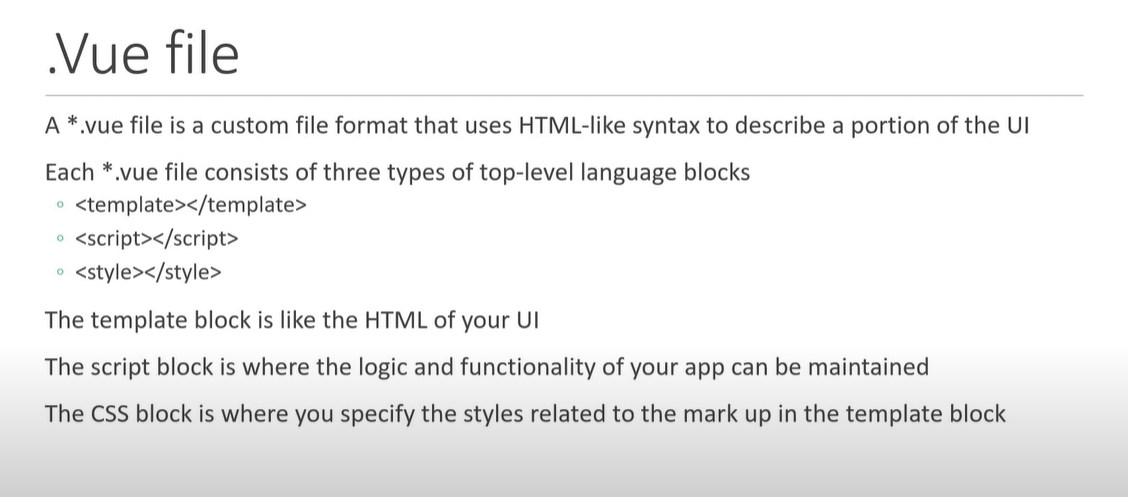 .Vue file
A *.vue file is a custom file format that uses HTML-like syntax to describe a portion of the UI
Each *.vue file consists of three types of top-level language blocks
<template></template>
<script></script>
<style></style>
The template block is like the HTML of your UI
The script block is where the logic and functionality of your app can be maintained
The CSS block is where you specify the styles related to the mark up in the template block